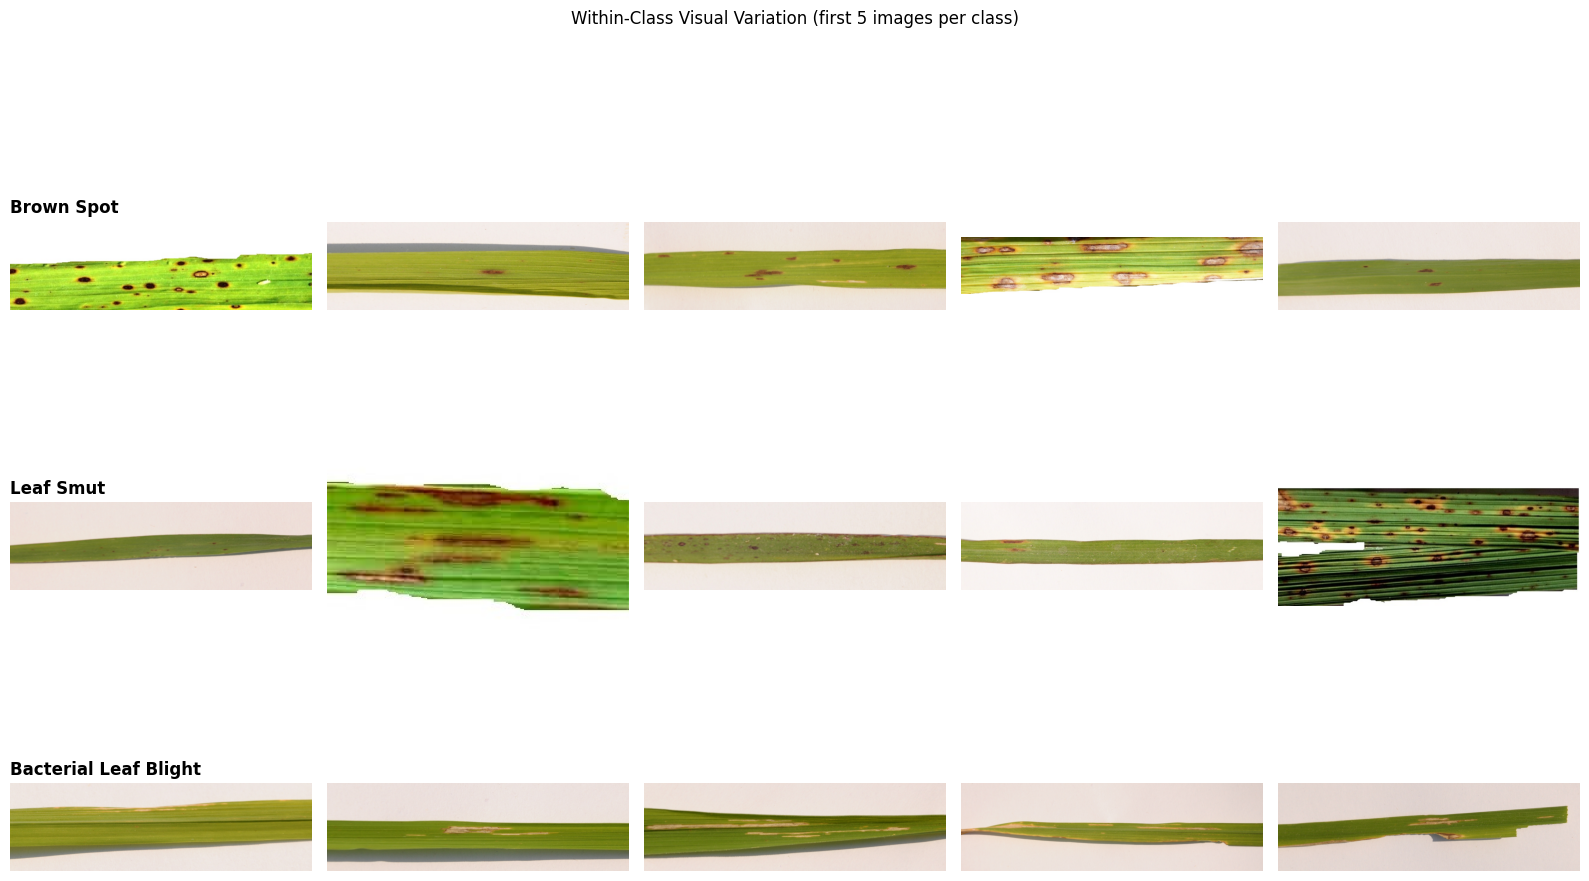 Within-Class Visual Variation (first 5 images per class)
Brown Spot
Leaf Smut
Bacterial Leaf Blight